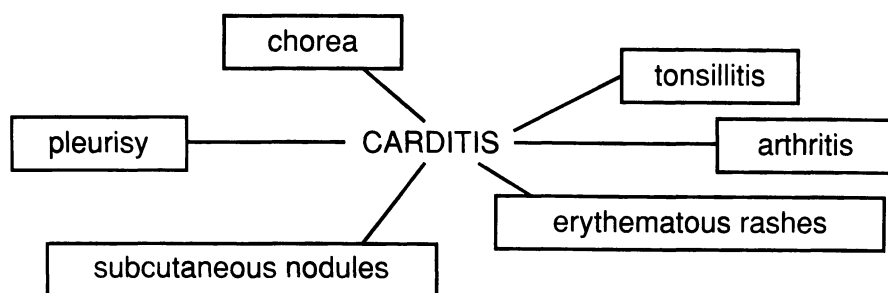 chorea
tonsillitis
pleurisy
CARDITIS
arthritis
erythematous rashes
subcutaneous nodules